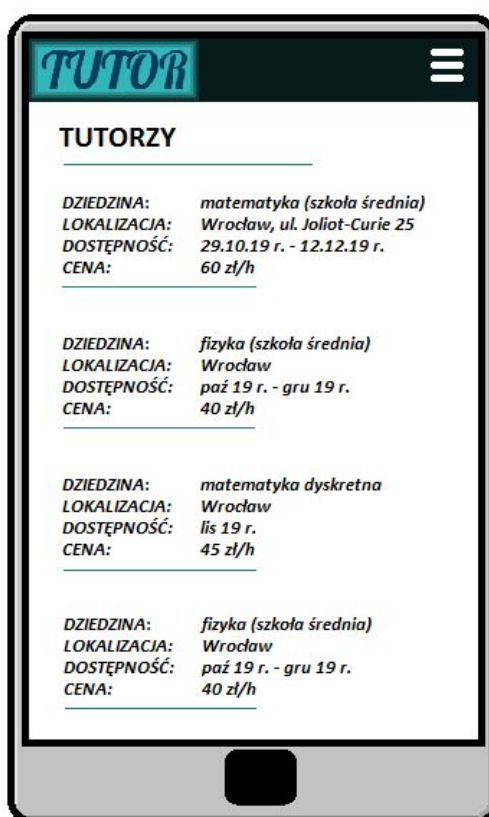 TUTOR
TUTORZY
DZIEDZINA: matematyka (szkoła średnia)
LOKALIZACJA: Wrocław, ul. Joliot-Curie 25
DOSTĘPNOŚĆ: 29.10.19 r. - 12.12.19 r.
CENA: 60 zł/h
DZIEDZINA: fizyka (szkoła średnia)
LOKALIZACJA: Wrocław
DOSTĘPNOŚĆ: paź 19 r. - gru 19 r.
CENA: 40 zł/h
DZIEDZINA: matematyka dyskretna
LOKALIZACJA: Wrocław
DOSTĘPNOŚĆ: lis 19 r.
CENA: 45 zł/h
DZIEDZINA: fizyka (szkoła średnia)
LOKALIZACJA: Wrocław
DOSTĘPNOŚĆ: paź 19 r. - gru 19 r.
CENA: 40 zł/h